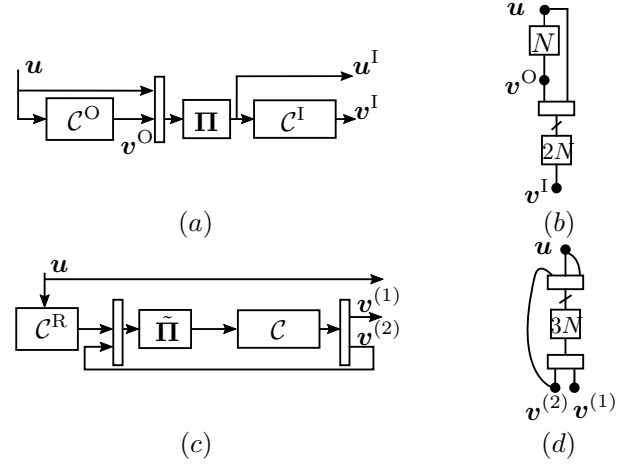 u u^I
C^O v^O Π C^I v^I
(a)
u
N
v^O
2N
v^I
(b)
u v^(1)
C^R Π̃ C v^(2)
(c)
u
3N
v^(2) v^(1)
(d)